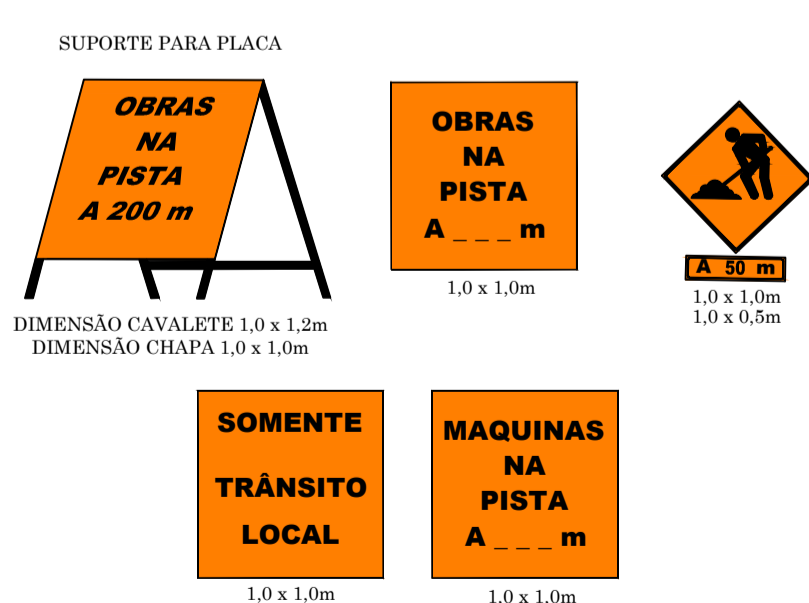 SUPORTE PARA PLACA
OBRAS
NA
PISTA
A 200 m
DIMENSÃO CAVALETE 1,0 x 1,2m
DIMENSÃO CHAPA 1,0 x 1,0m
OBRAS
NA
PISTA
A _ _ _ m
1,0 x 1,0m
A 50 m
1,0 x 1,0m
1,0 x 0,5m
SOMENTE
TRÂNSITO
LOCAL
1,0 x 1,0m
MAQUINAS
NA
PISTA
A _ _ _ m
1,0 x 1,0m